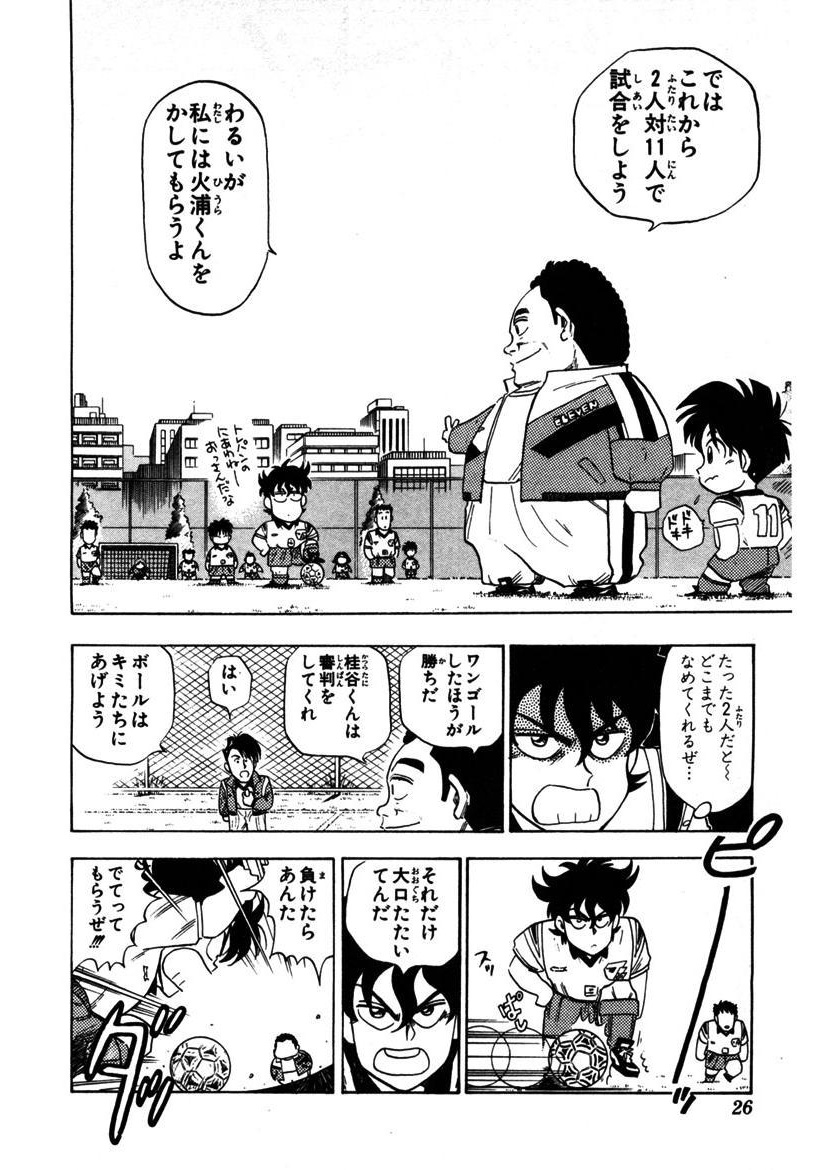 では
これから
2人対11人で
試合をしよう
わるいが
私には火浦くんを
かしてもらうよ
ELEVEN
11
ドキ
ドキ
トレパンの
にあわねー
おっさんだな
たった2人だと〜
どこまでも
なめてくれるぜ…
ワンゴール
したほうが
勝ちだ
桂谷くんは
審判を
してくれ
はい
ボールは
キミたちに
あげよう
ピーッ
スッ
ぱしっ
それだけ
大口たたい
てんだ
負けたら
あんた
でてって
もらうぜ!!!
ダッ
26